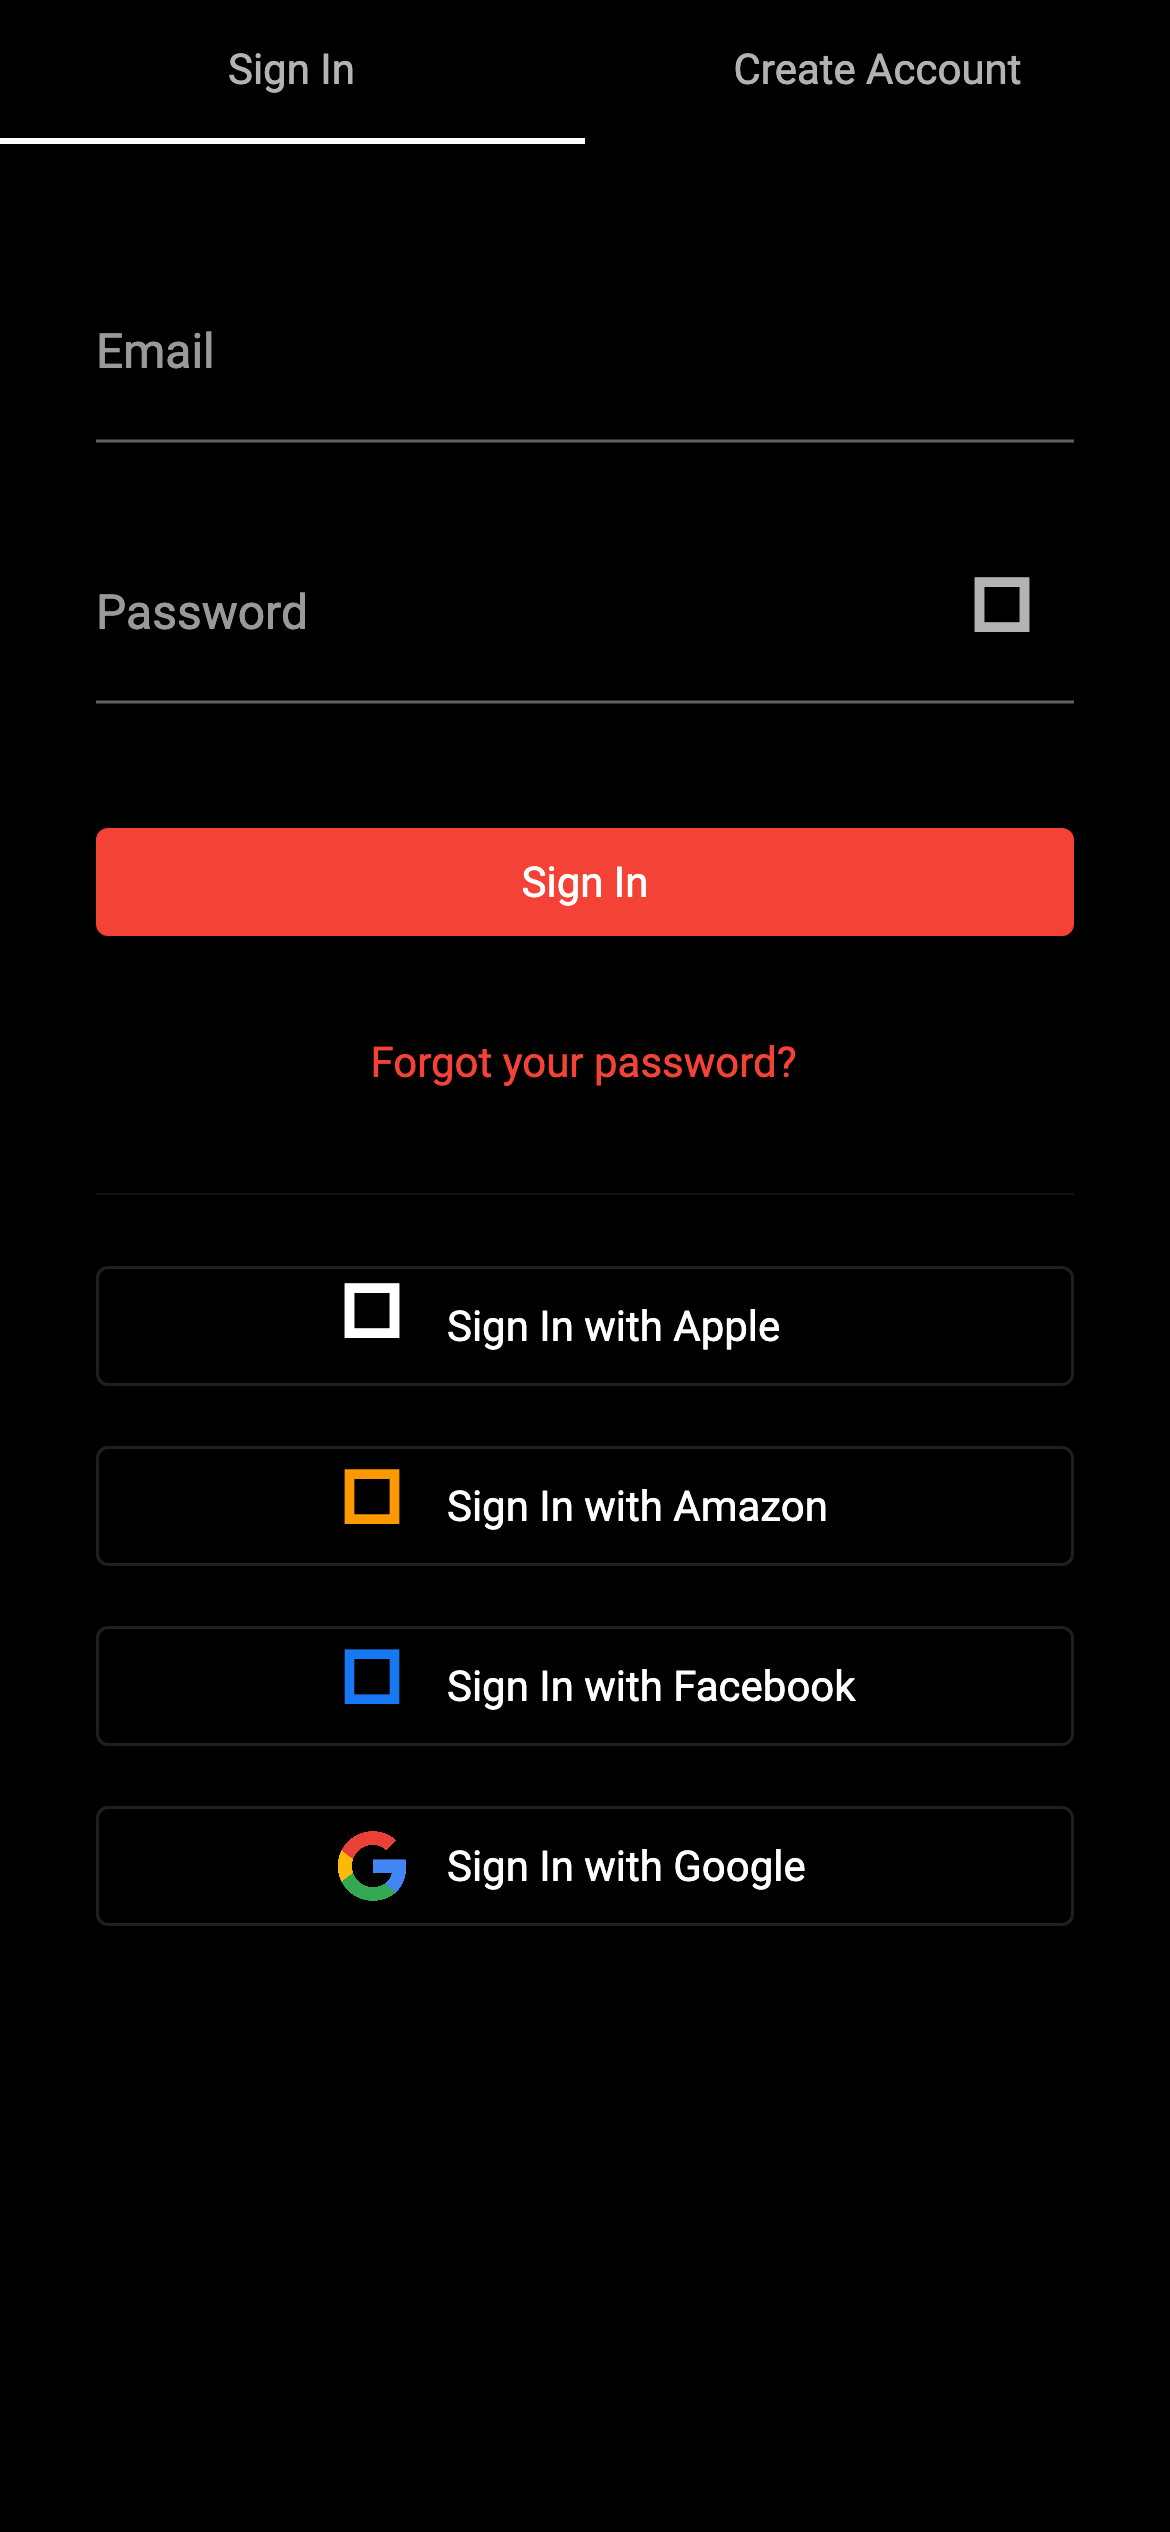 Sign In
Create Account
Email
Password
Sign In
Forgot your password?
Sign In with Apple
Sign In with Amazon
Sign In with Facebook
Sign In with Google